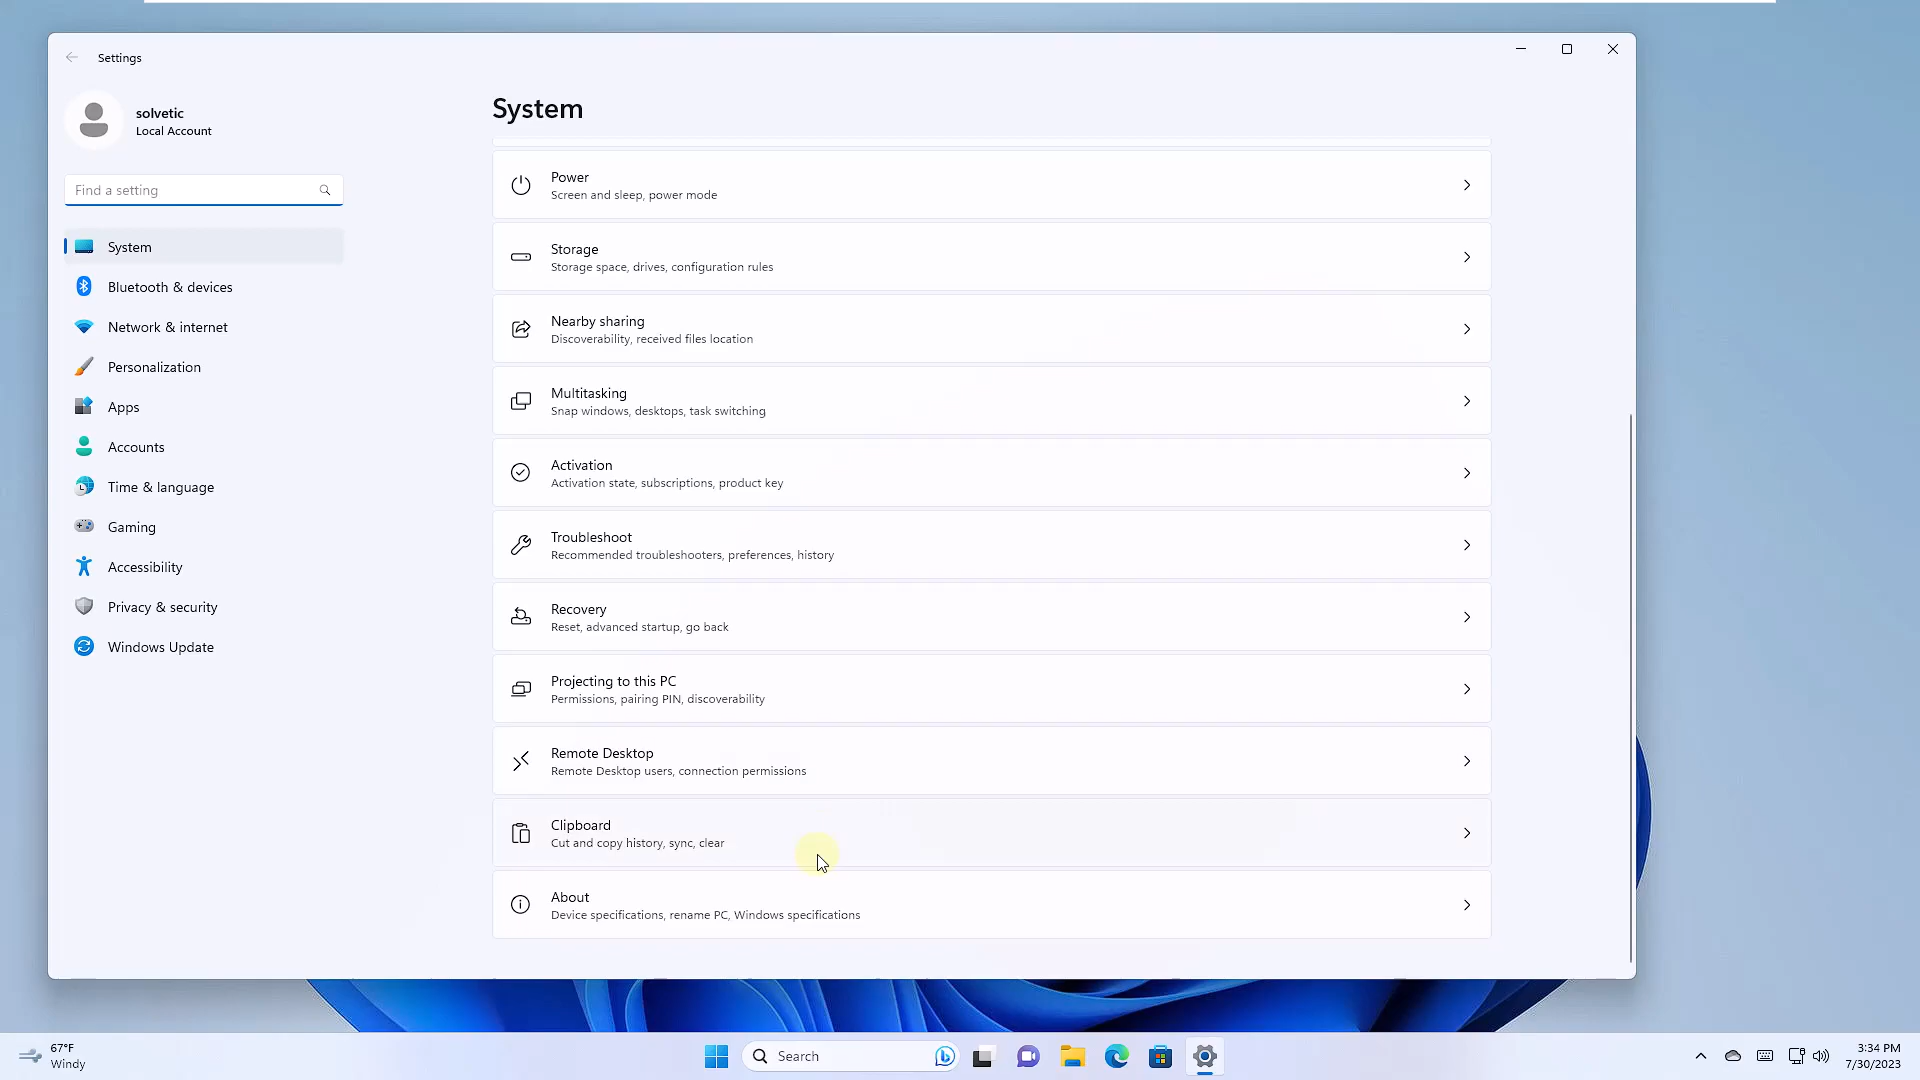 Settings
solvetic
Local Account
Find a setting
System
Bluetooth & devices
Network & internet
Personalization
Apps
Accounts
Time & language
Gaming
Accessibility
Privacy & security
Windows Update
System
Power
Screen and sleep, power mode
Storage
Storage space, drives, configuration rules
Nearby sharing
Discoverability, received files location
Multitasking
Snap windows, desktops, task switching
Activation
Activation state, subscriptions, product key
Troubleshoot
Recommended troubleshooters, preferences, history
Recovery
Reset, advanced startup, go back
Projecting to this PC
Permissions, pairing PIN, discoverability
Remote Desktop
Remote Desktop users, connection permissions
Clipboard
Cut and copy history, sync, clear
About
Device specifications, rename PC, Windows specifications
67°F
Windy
Search
3:34 PM
7/30/2023